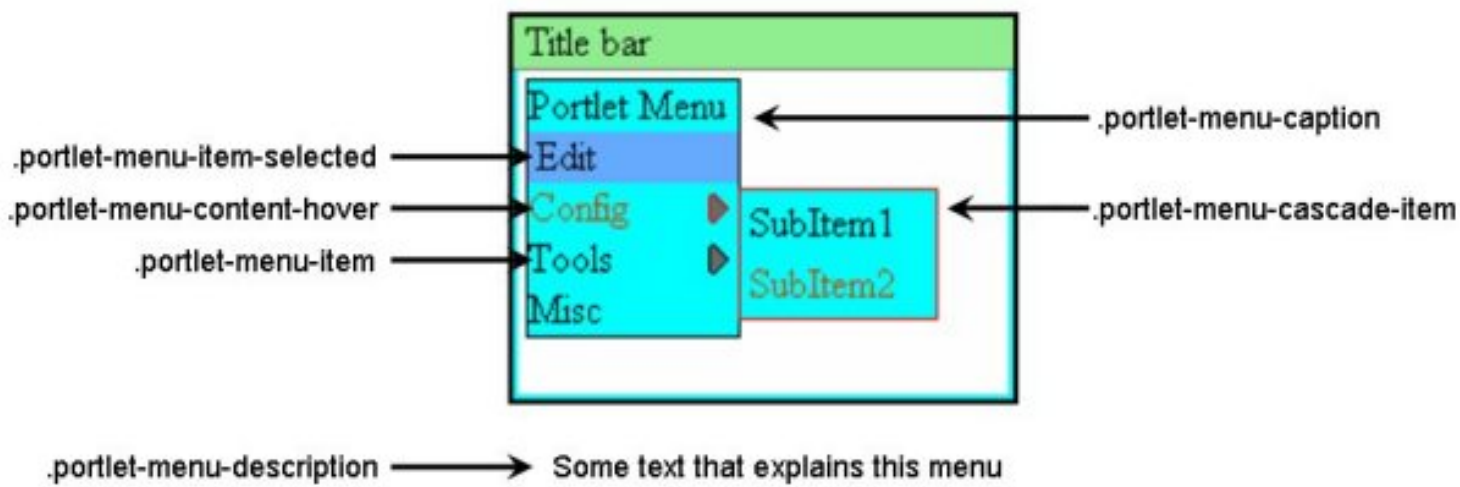 Title bar
Portlet Menu
.portlet-menu-caption
.portlet-menu-item-selected
Edit
.portlet-menu-content-hover
Config
SubItem1
.portlet-menu-cascade-item
.portlet-menu-item
Tools
SubItem2
Misc
.portlet-menu-description
Some text that explains this menu